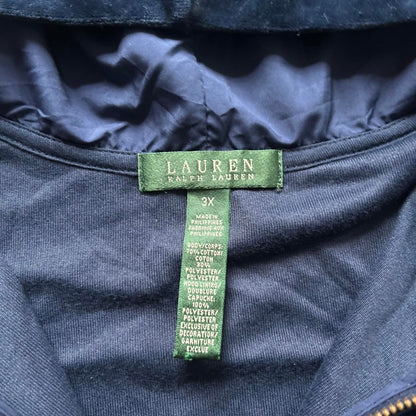 LAUREN
RALPH LAUREN
3X
MADE IN
PHILIPPINES
FABRIQUE AUX
PHILIPPINES
BODY/CORPS:
70% COTTON/
COTON
30%
POLYESTER/
POLYESTER
HOOD LINING/
DOUBLURE
CAPUCHE:
100%
POLYESTER/
POLYESTER
EXCLUSIVE OF
DECORATION/
GARNITURE
EXCLUE